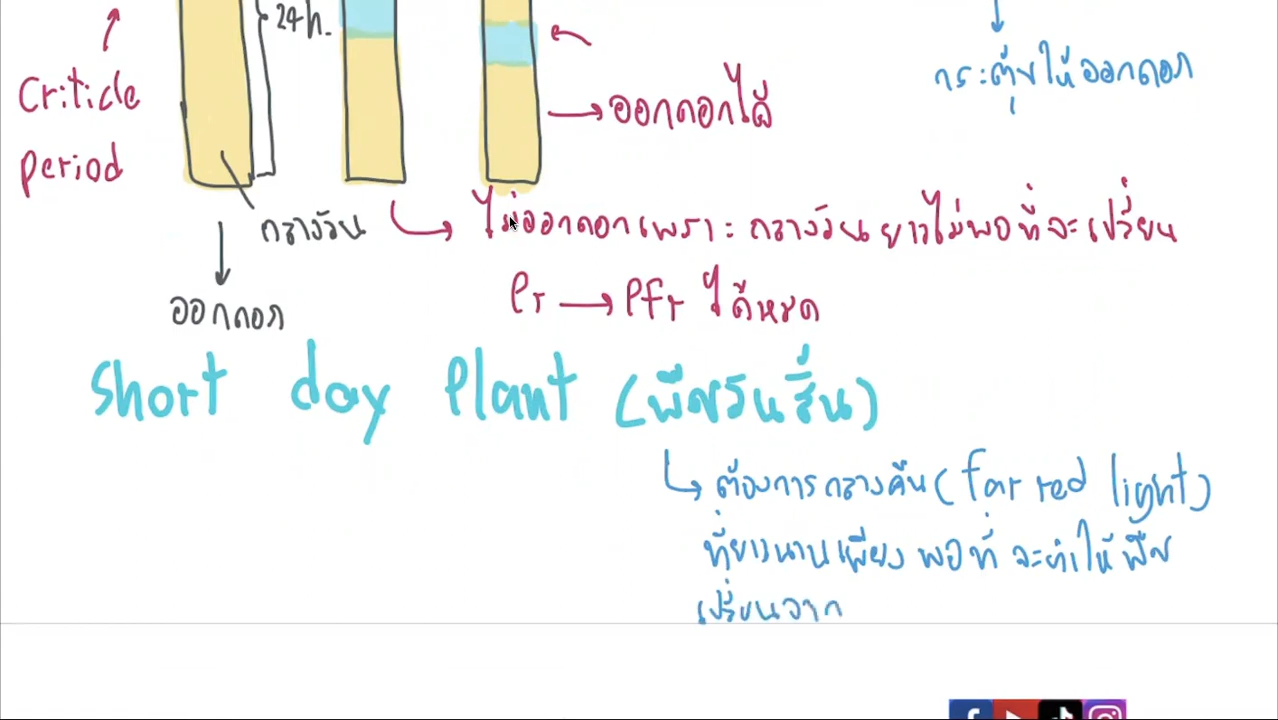 24h.
Criticle
period
กระตุ้นให้ออกดอก
ออกดอกได้
กลางวัน
ไม่ออกดอกเพราะกลางวันยาวไม่พอที่จะเปลี่ยน
Pr → Pfr ได้หมด
ออกดอก
Short day Plant (พืชวันสั้น)
ต้องการกลางคืน (far red light)
ที่ยาวนานเพียงพอที่จะทำให้พืช
เปลี่ยนจาก